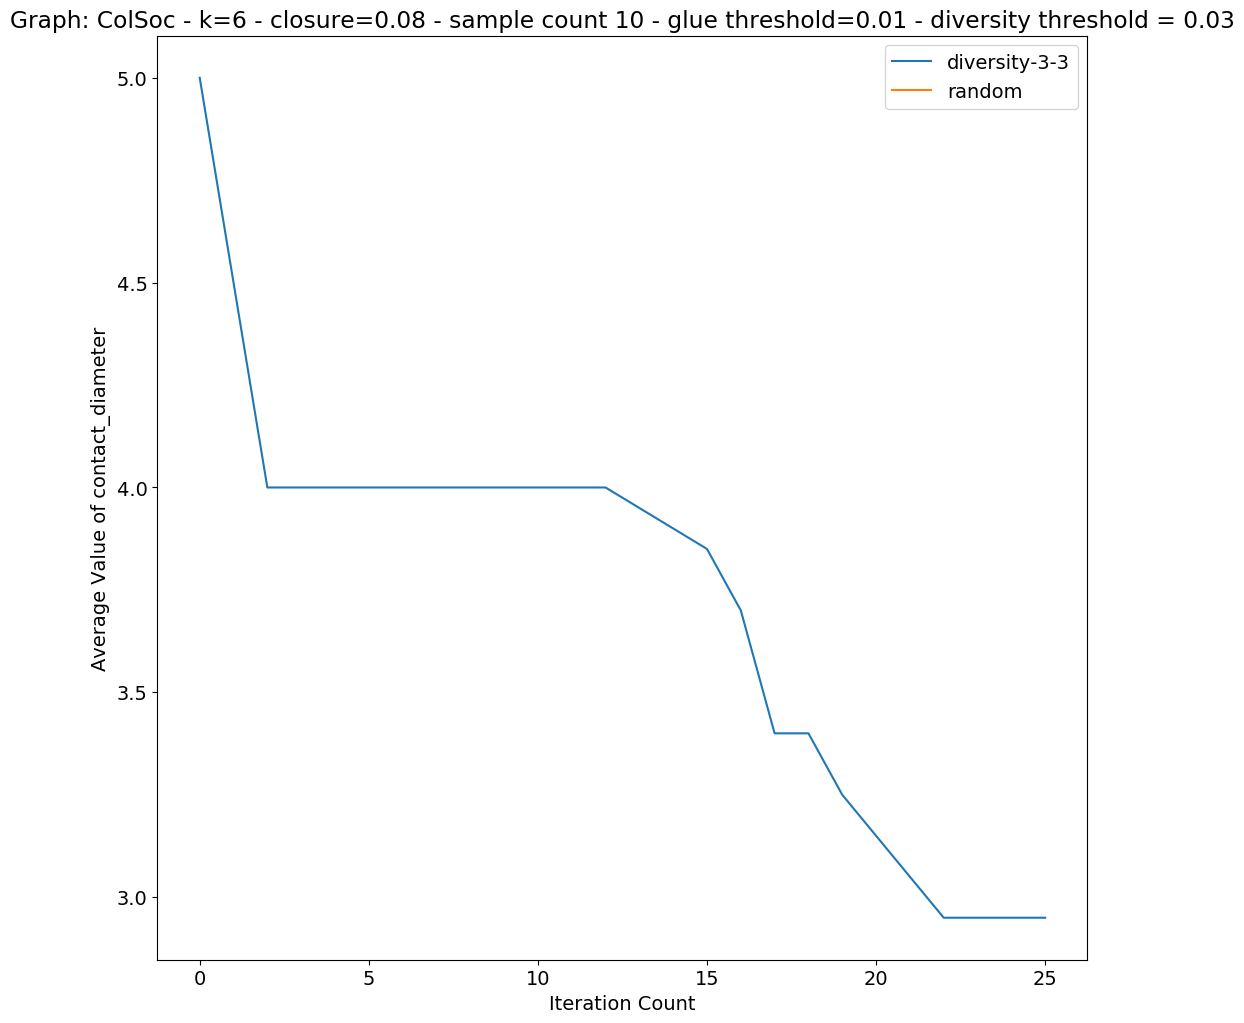 Graph: ColSoc - k=6 - closure=0.08 - sample count 10 - glue threshold=0.01 - diversity threshold = 0.03
diversity-3-3
random
5.0
4.5
4.0
3.5
3.0
Average Value of contact_diameter
0 5 10 15 20 25
Iteration Count